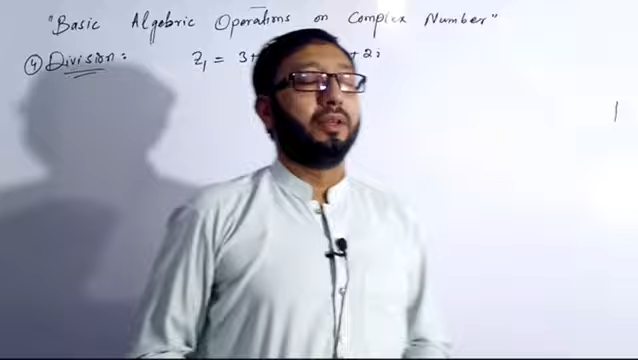 "Basic Algebric Operations on Complex Number"
④ Division: Z₁ = 3+ + 2i